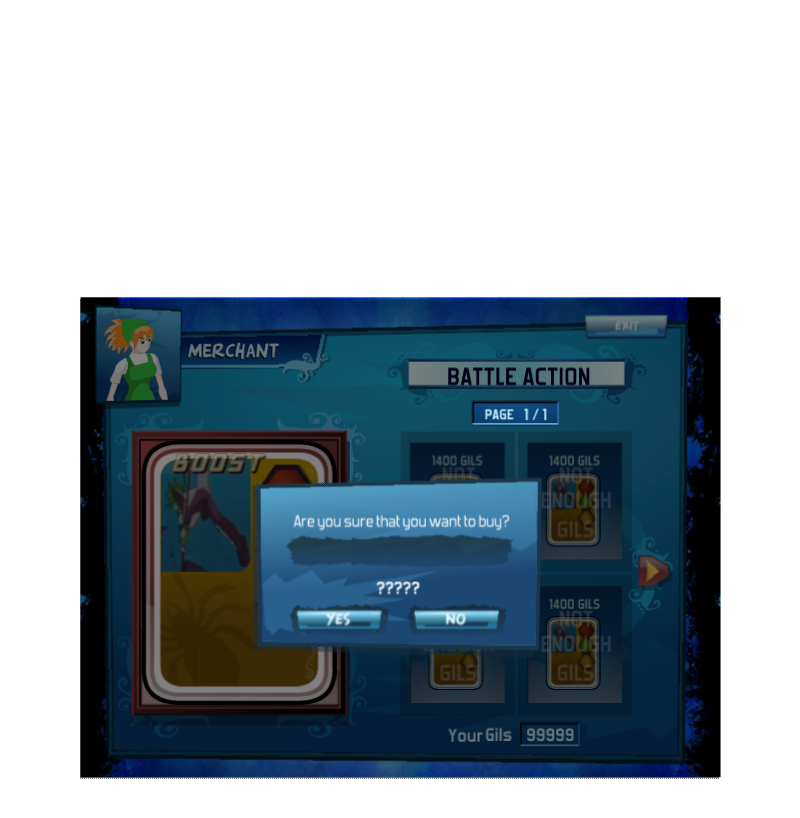 EXIT
MERCHANT
BATTLE ACTION
PAGE 1/1
BOOST
1400 GILS
NOT
1400 GILS
NOT
ENOUGH
GILS
Are you sure that you want to buy?
?????
YES
NO
GILS
1400 GILS
NOT
ENOUGH
GILS
Your Gils 99999